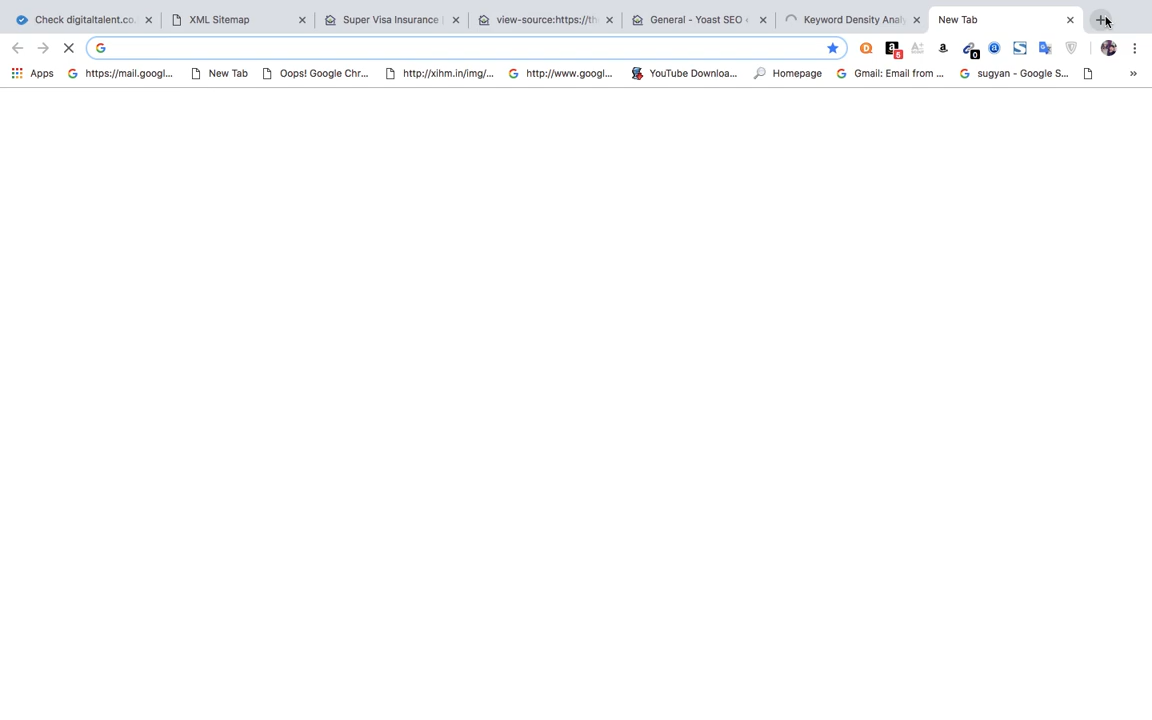 Check digitaltalent.co. XML Sitemap Super Visa Insurance | view-source:https://th General - Yoast SEO Keyword Density Analy New Tab
5 a 0
Apps https://mail.googl... New Tab Oops! Google Chr... http://xihm.in/img/... http://www.googl... YouTube Downloa... Homepage Gmail: Email from ... sugyan - Google S... »